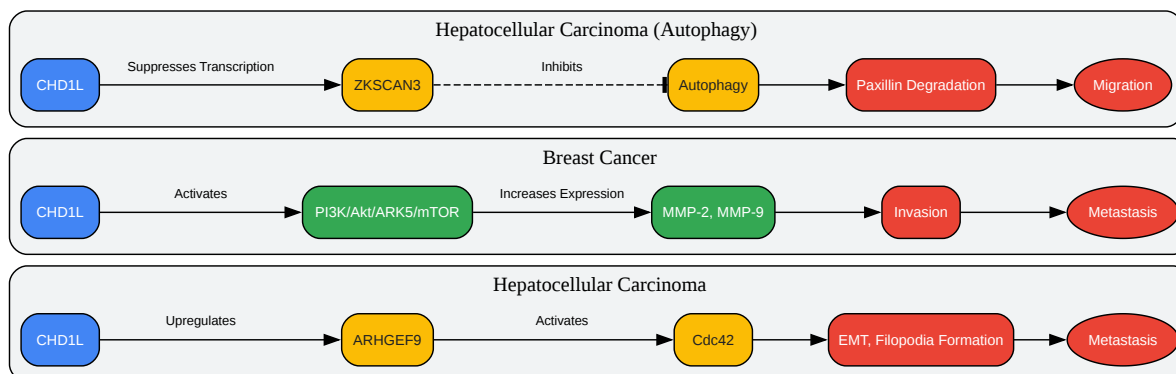 Hepatocellular Carcinoma (Autophagy)
CHD1L
Suppresses Transcription
ZKSCAN3
Inhibits
Autophagy
Paxillin Degradation
Migration
Breast Cancer
CHD1L
Activates
PI3K/Akt/ARK5/mTOR
Increases Expression
MMP-2, MMP-9
Invasion
Metastasis
Hepatocellular Carcinoma
CHD1L
Upregulates
ARHGEF9
Activates
Cdc42
EMT, Filopodia Formation
Metastasis